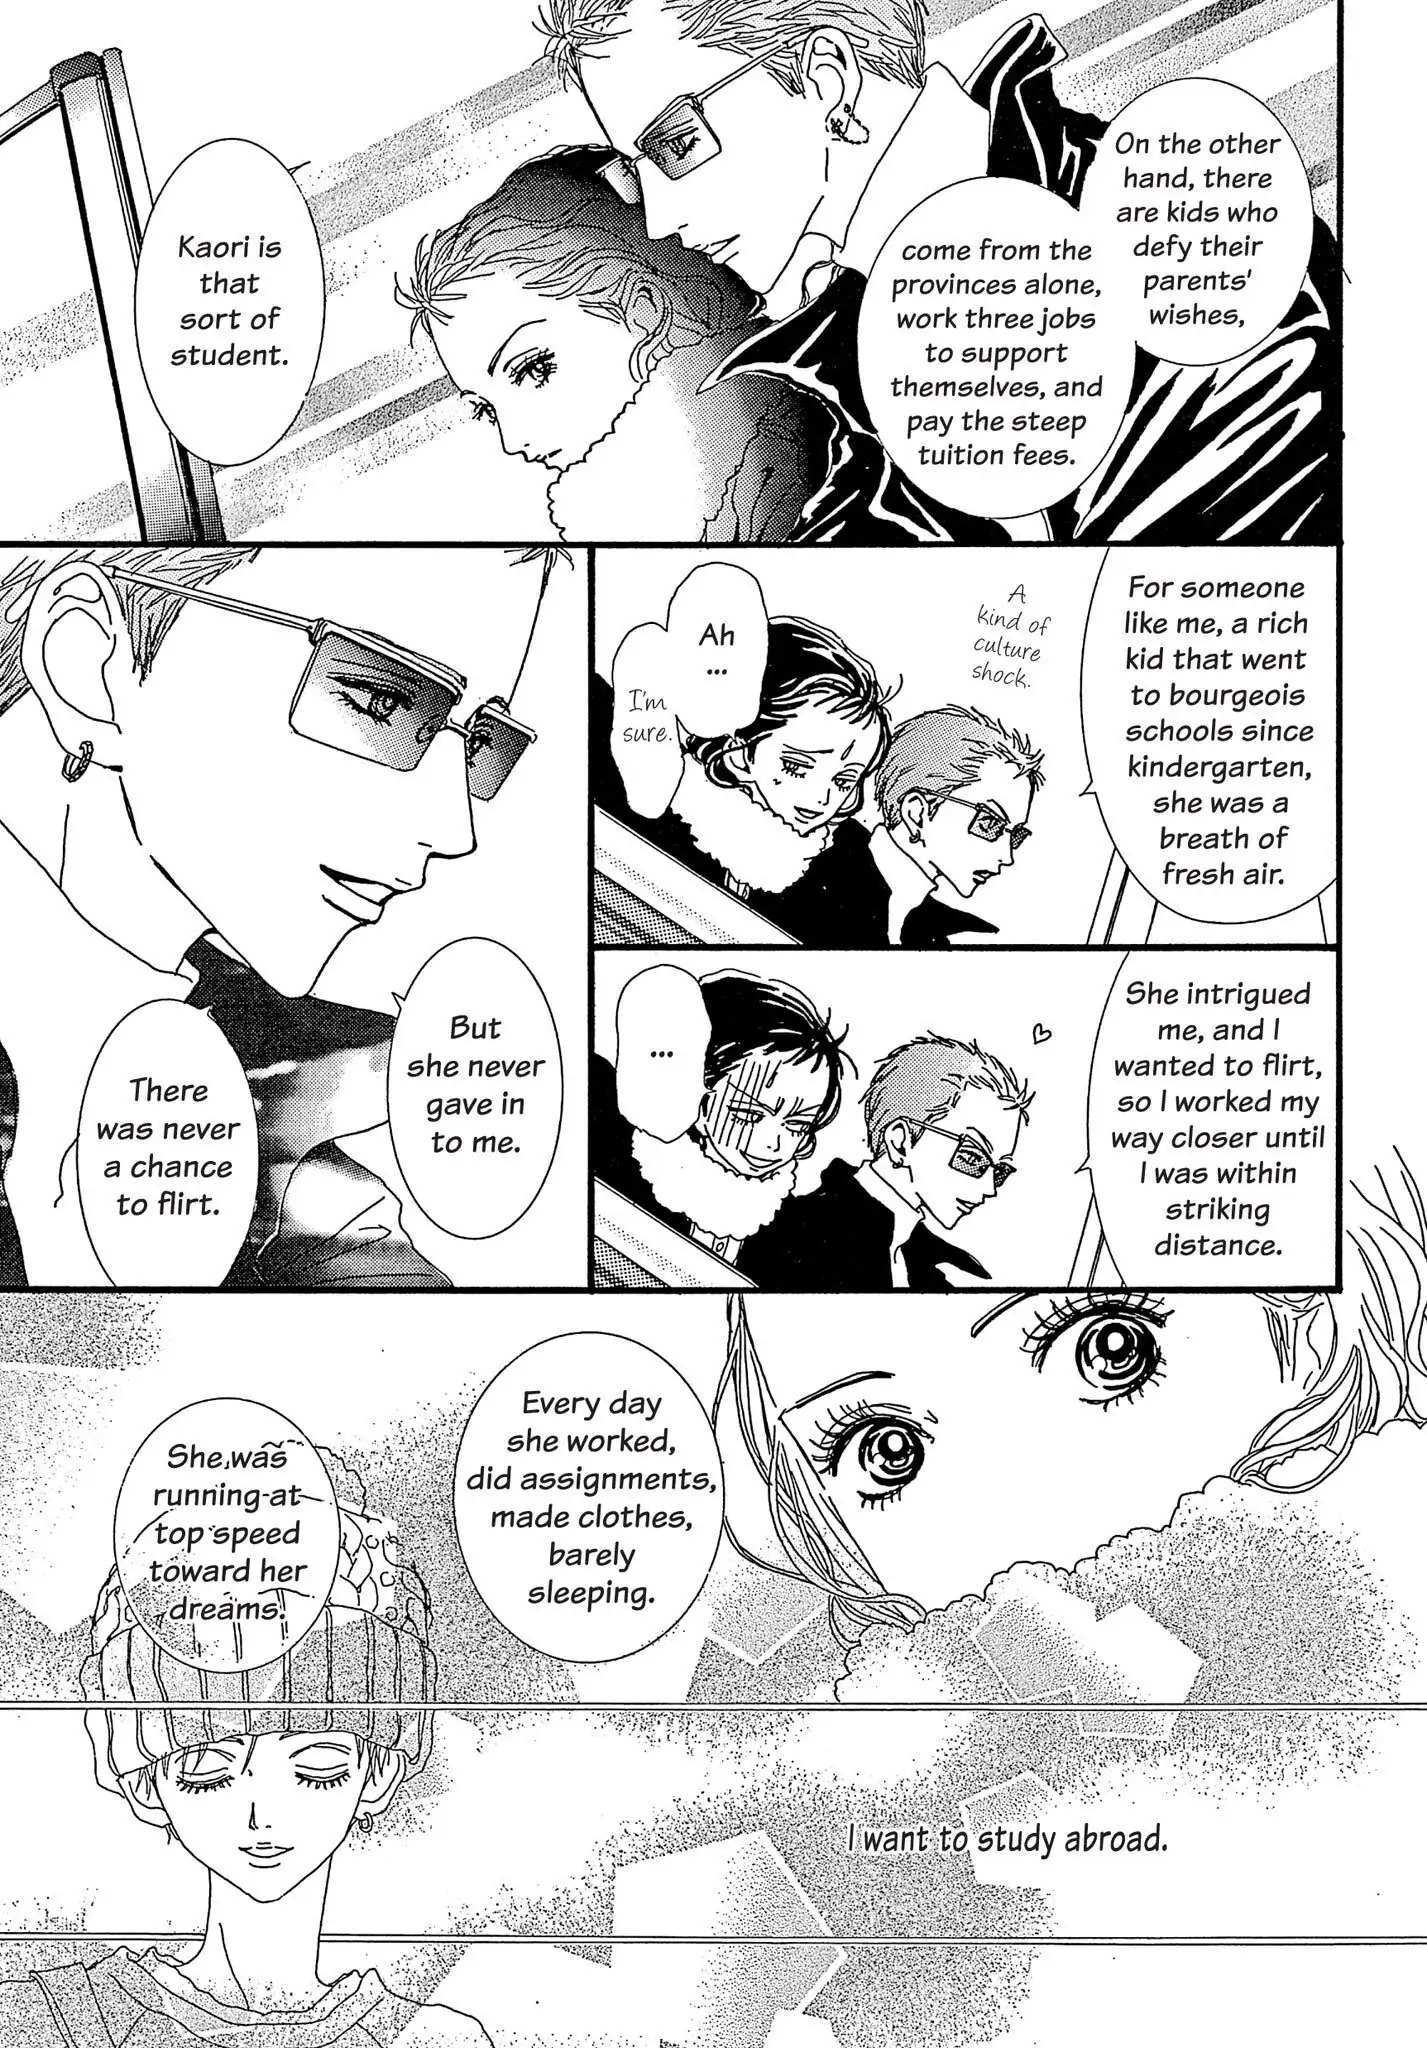 On the other
hand, there
are kids who
defy their
parents'
wishes,
come from the
provinces alone,
work three jobs
to support
themselves, and
pay the steep
tuition fees.
Kaori is
that
sort of
student.
For someone
like me, a rich
kid that went
to bourgeois
schools since
kindergarten,
she was a
breath of
fresh air.
A
kind of
culture
shock.
Ah
...
I'm
sure.
She intrigued
me, and I
wanted to flirt,
so I worked my
way closer until
I was within
striking
distance.
...
But
she never
gave in
to me.
There
was never
a chance
to flirt.
Every day
she worked,
did assignments,
made clothes,
barely
sleeping.
She was
running at
top speed
toward her
dreams.
I want to study abroad.